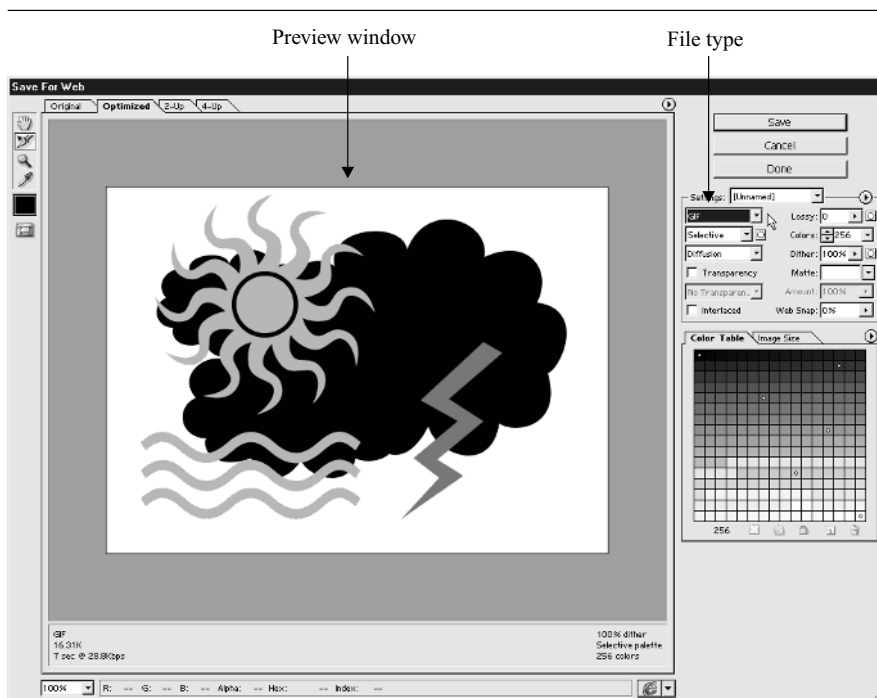 Preview window File type
Save For Web
Original Optimized 2-Up 4-Up
Save
Cancel
Done
Settings: [Unnamed]
GIF Lossy: 0
Selective Colors: 256
Diffusion Dither: 100%
Transparency Matte:
No Transparen... Amount: 100%
Interlaced Web Snap: 0%
Color Table Image Size
256
GIF 100% dither
16.31K Selective palette
7 sec @ 28.8Kbps 256 colors
100% R: -- G: -- B: -- Alpha: -- Hex: -- Index: --